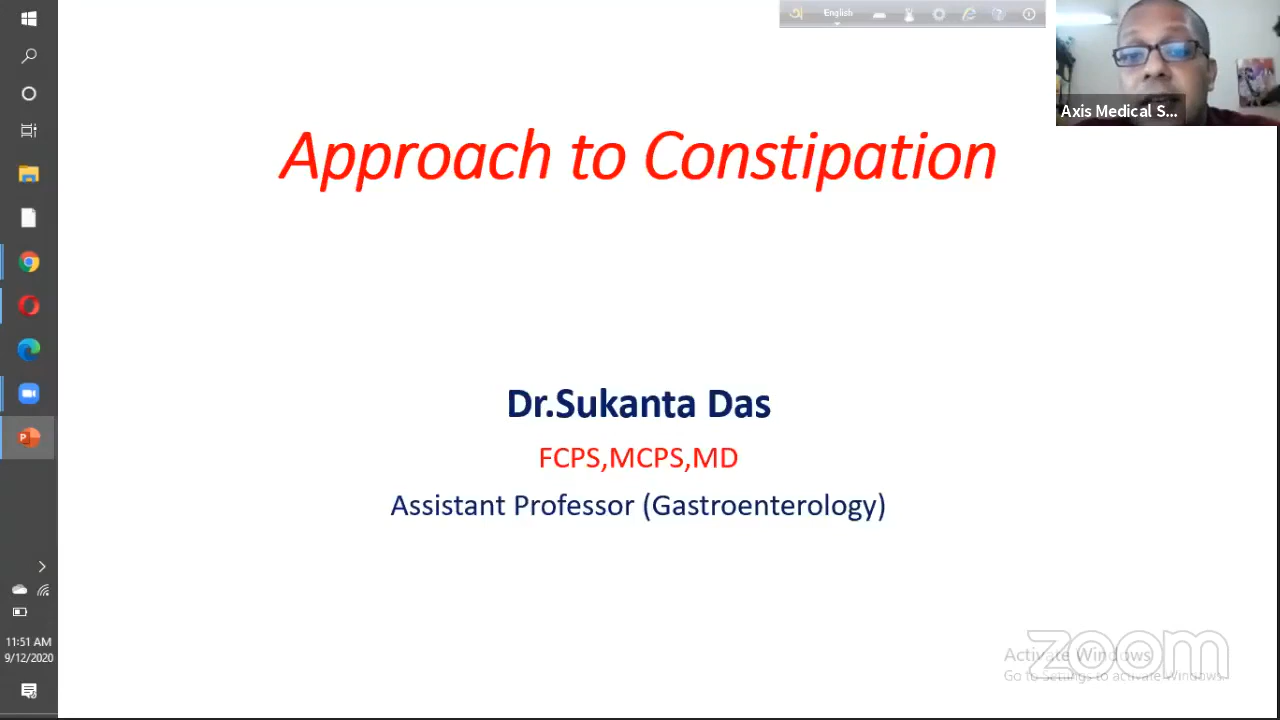 English
Axis Medical S...
Approach to Constipation
Dr.Sukanta Das
FCPS,MCPS,MD
Assistant Professor (Gastroenterology)
11:51 AM
9/12/2020
zoom
Activate Windows
Go to Settings to activate Windows.